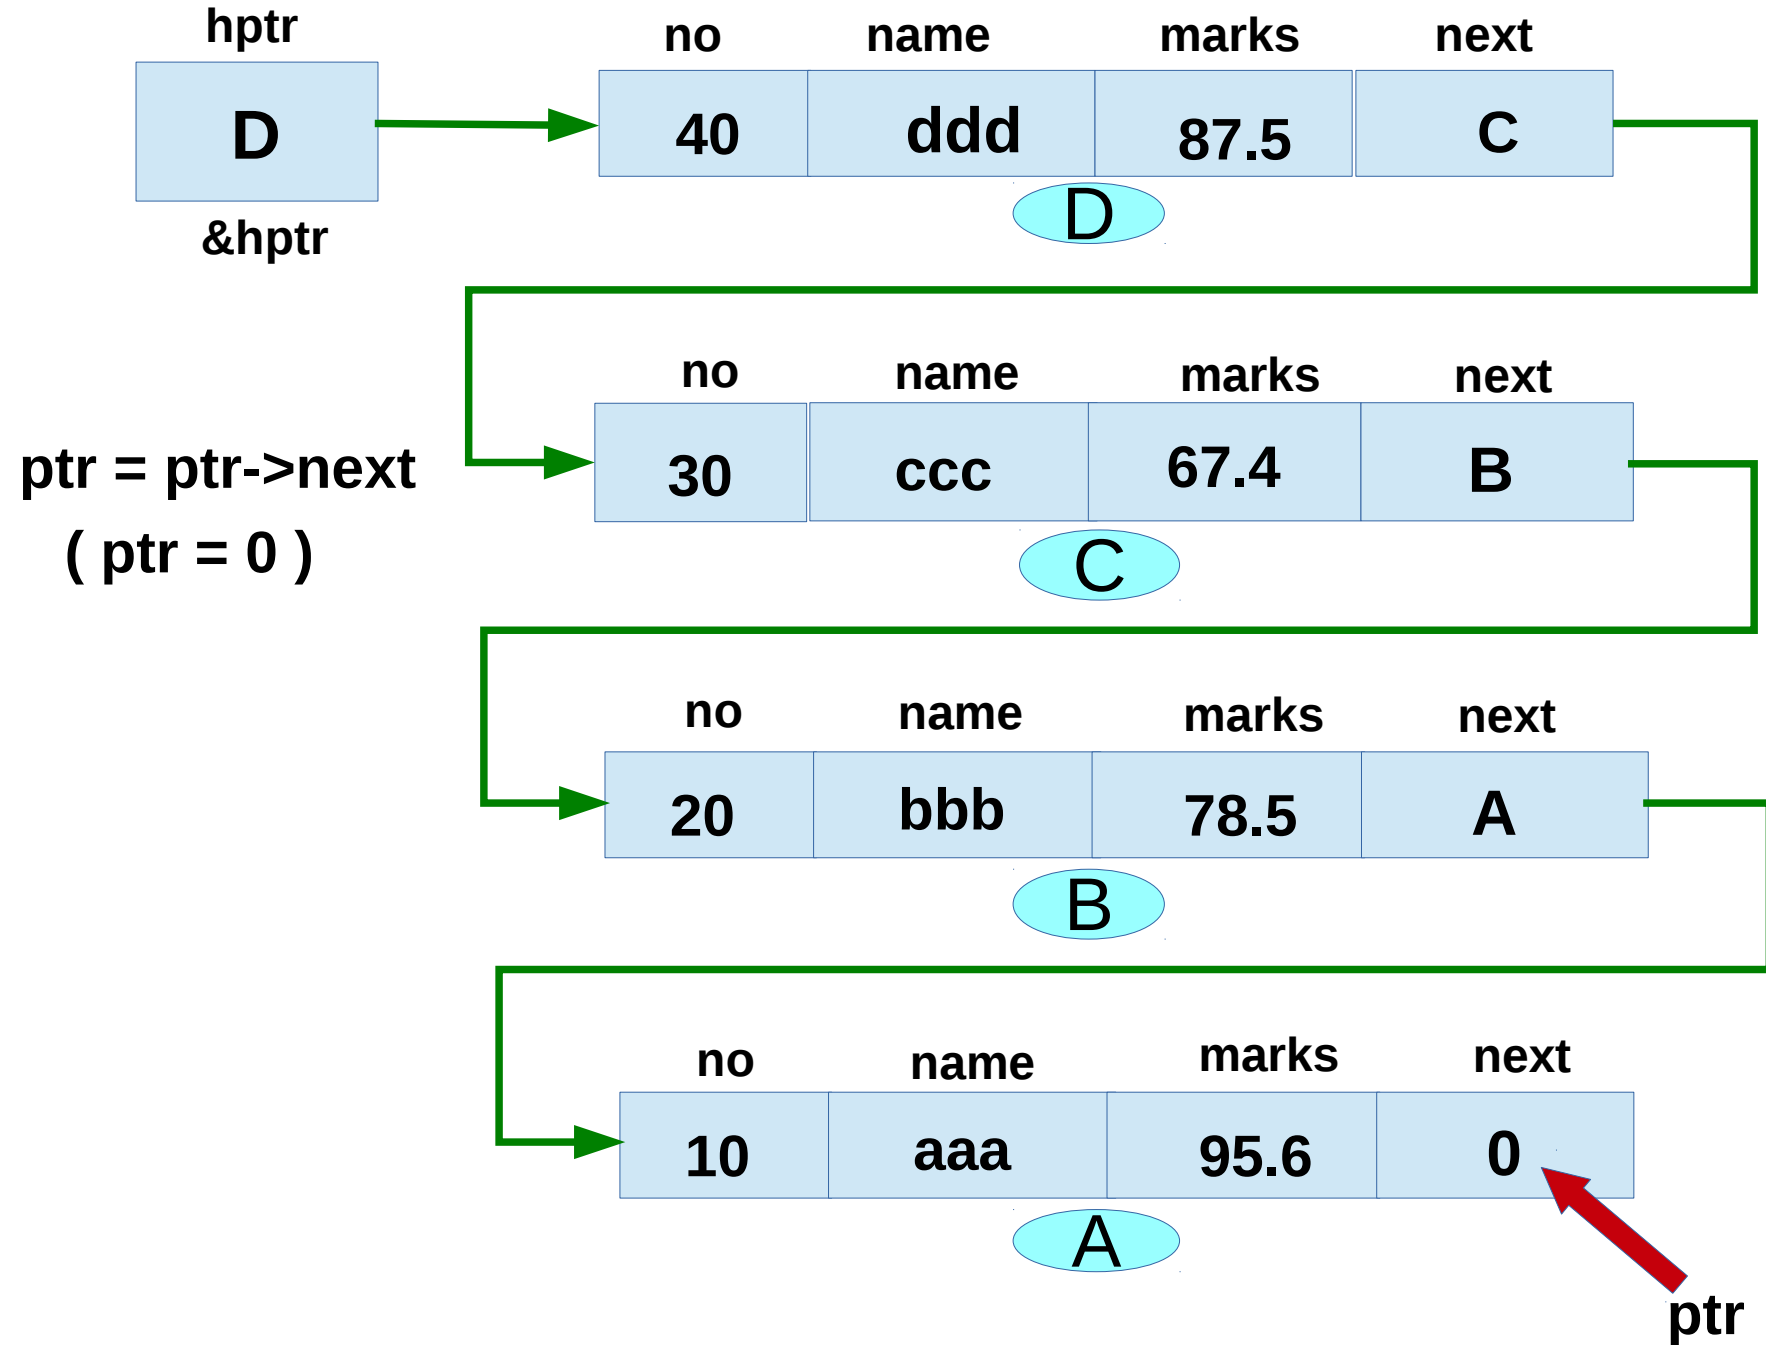 hptr
no name marks next
D 40 ddd 87.5 C
D
&hptr
no name marks next
ptr = ptr->next
30 ccc 67.4 B
( ptr = 0 )
C
no name marks next
20 bbb 78.5 A
B
no name marks next
10 aaa 95.6 0
A
ptr